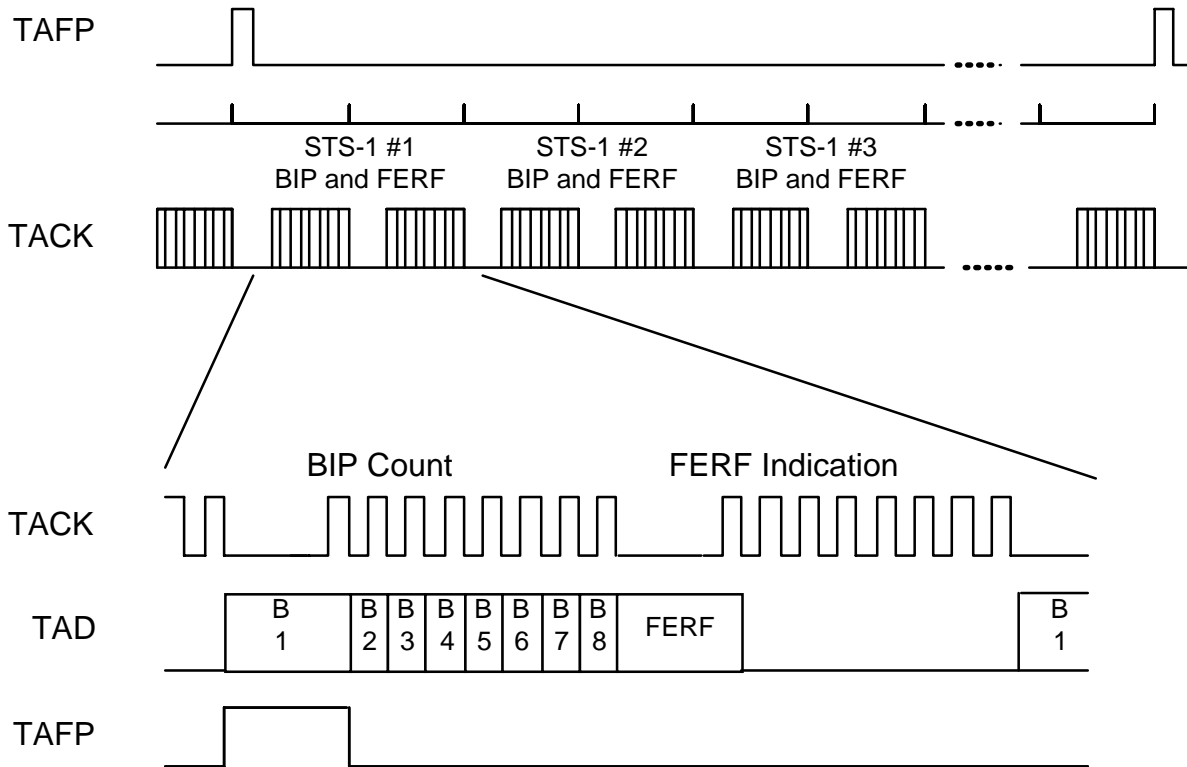 TAFP
STS-1 #1 STS-1 #2 STS-1 #3
BIP and FERF BIP and FERF BIP and FERF
TACK
BIP Count FERF Indication
TACK
TAD
B 1 B 2 B 3 B 4 B 5 B 6 B 7 B 8 FERF B 1
TAFP